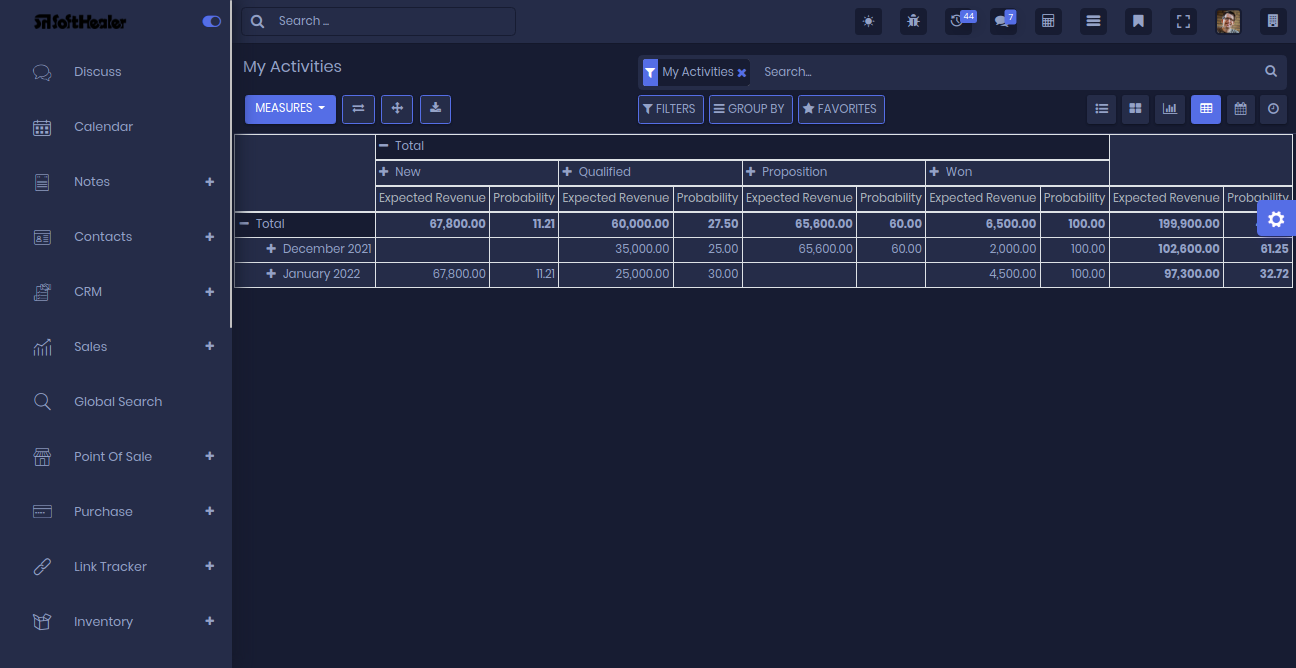 SoftHealer
Search ...
44
7
Discuss
Calendar
Notes
Contacts
CRM
Sales
Global Search
Point Of Sale
Purchase
Link Tracker
Inventory
My Activities
My Activities
Search...
MEASURES
FILTERS
GROUP BY
FAVORITES
Total
New Qualified Proposition Won
Expected Revenue Probability Expected Revenue Probability Expected Revenue Probability Expected Revenue Probability Expected Revenue Probability
Total 67,800.00 11.21 60,000.00 27.50 65,600.00 60.00 6,500.00 100.00 199,900.00
December 2021 35,000.00 25.00 65,600.00 60.00 2,000.00 100.00 102,600.00 61.25
January 2022 67,800.00 11.21 25,000.00 30.00 4,500.00 100.00 97,300.00 32.72